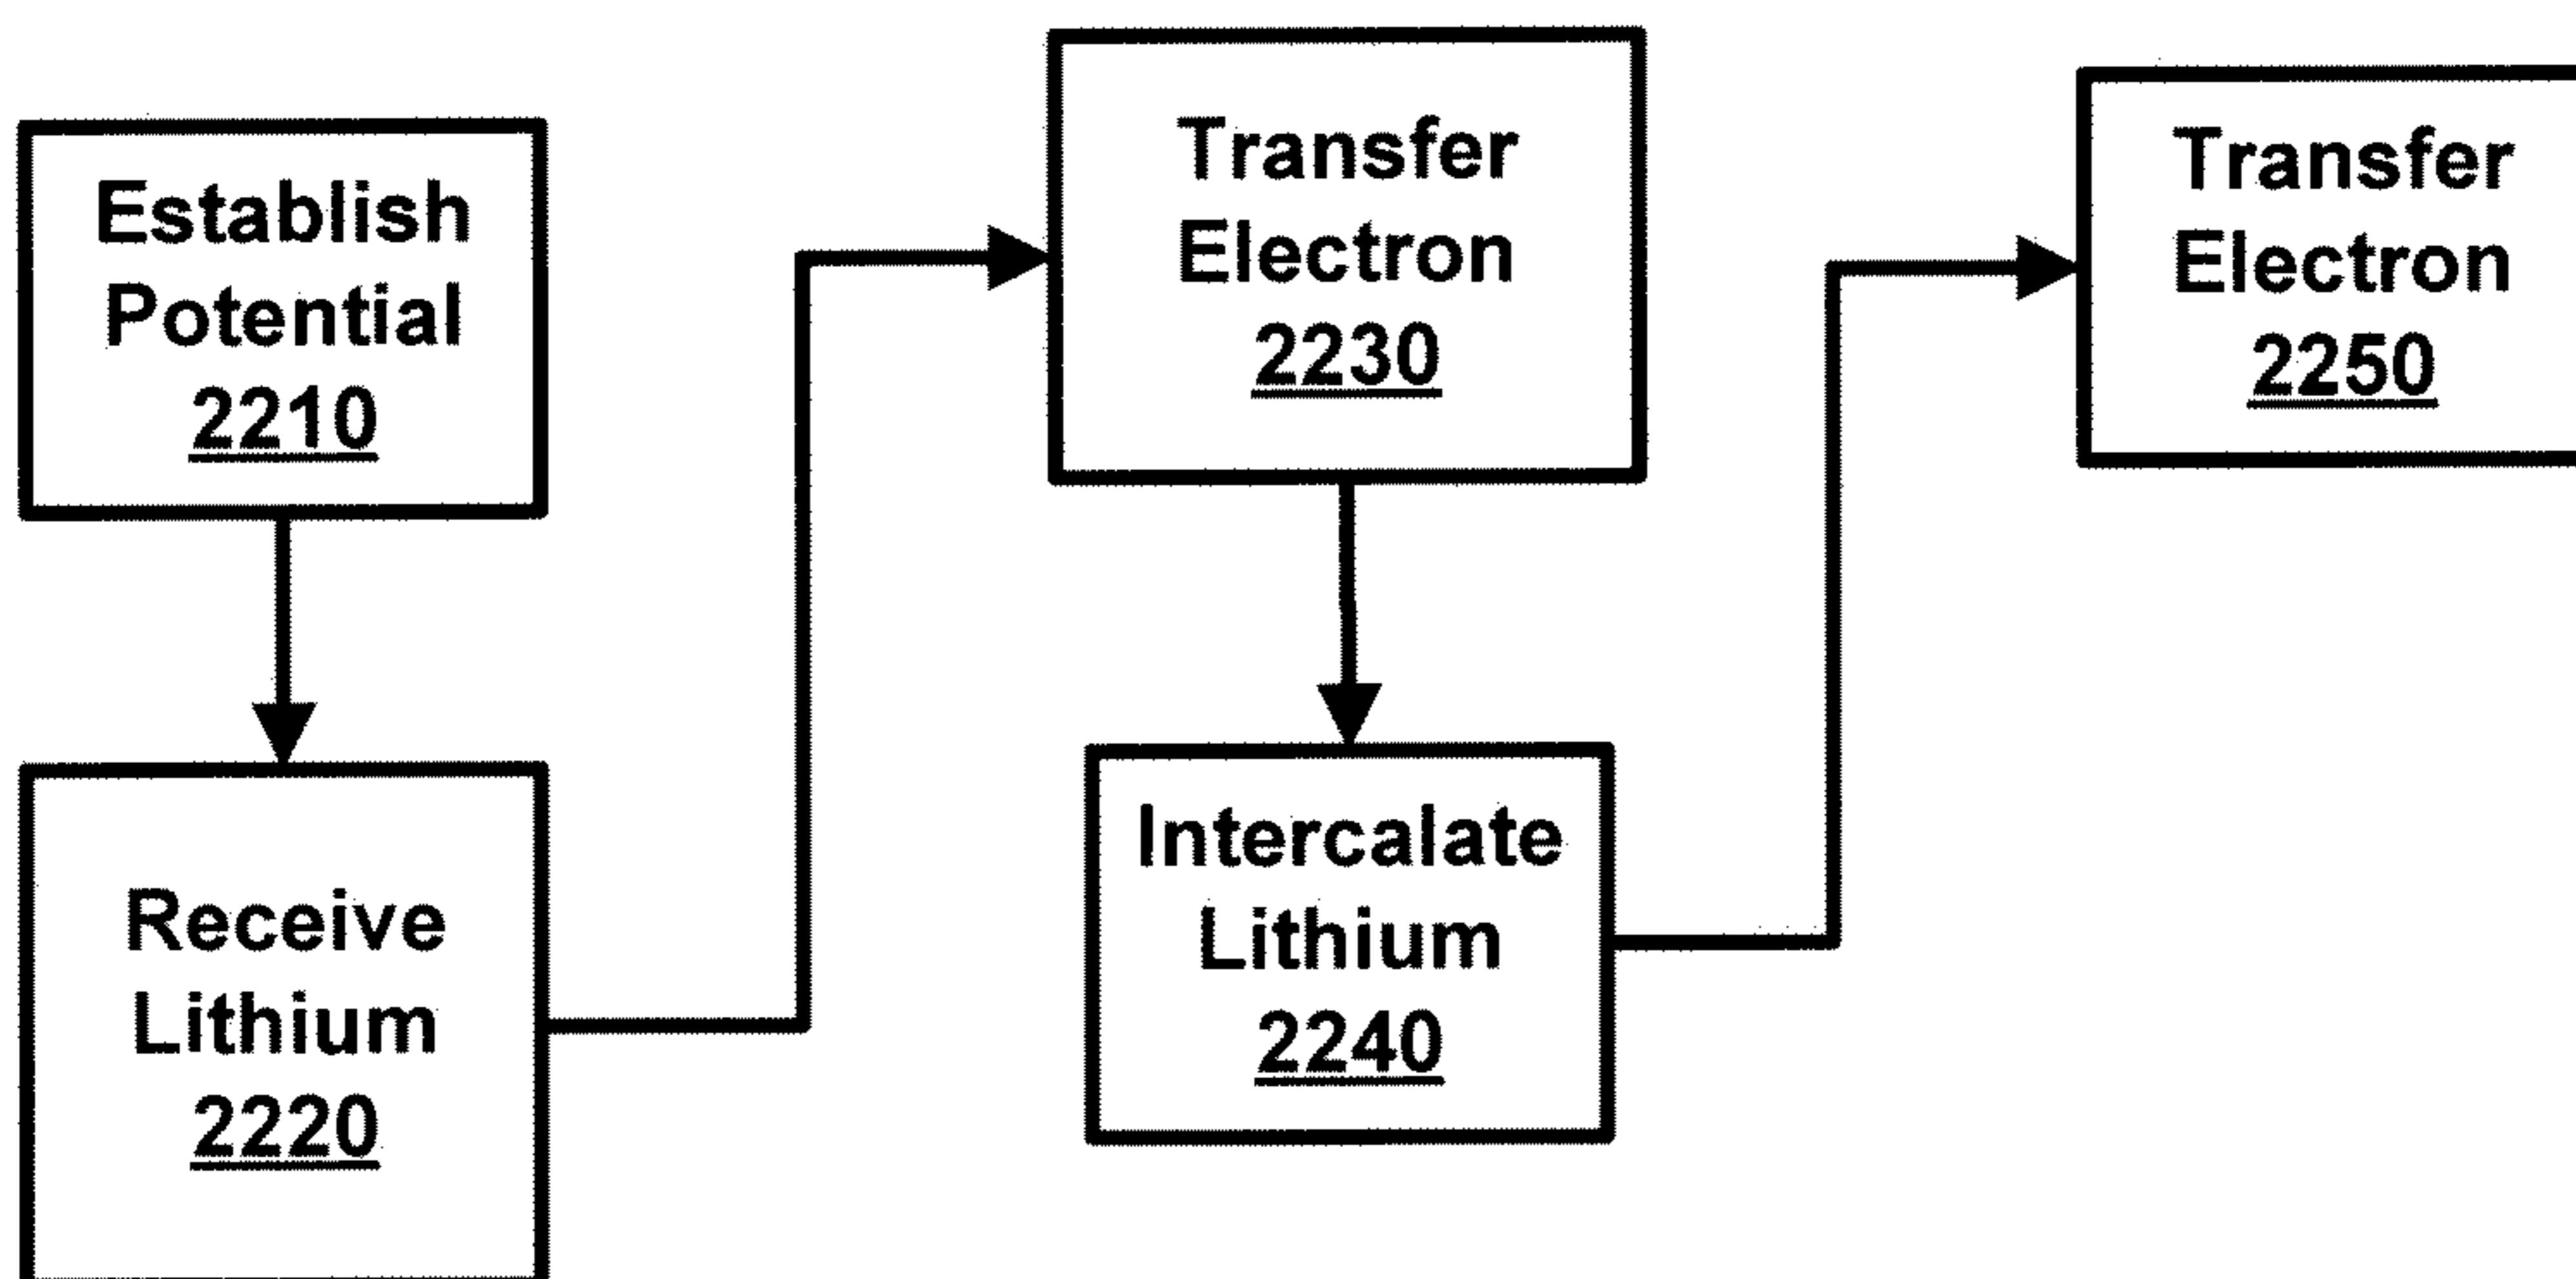 Establish
Potential
2210
Receive
Lithium
2220
Transfer
Electron
2230
Intercalate
Lithium
2240
Transfer
Electron
2250